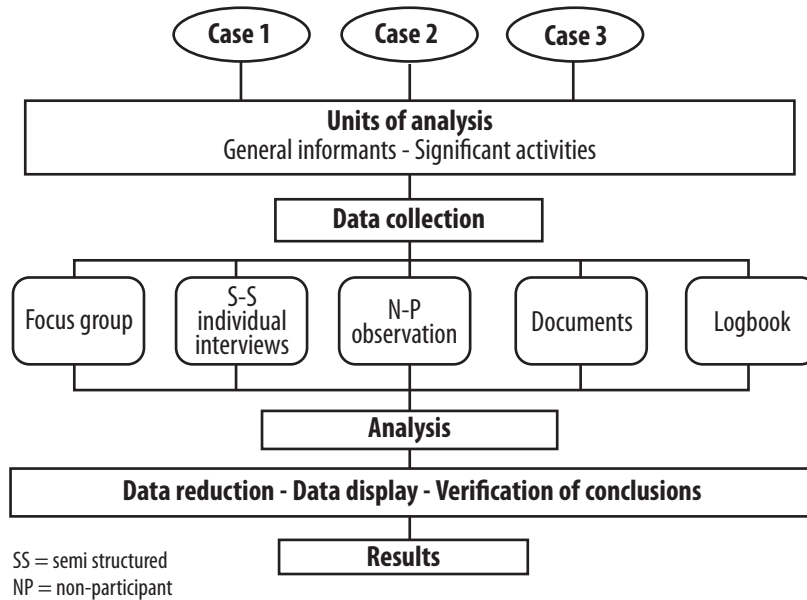 Case 1 Case 2 Case 3
Units of analysis
General informants - Significant activities
Data collection
Focus group
S-S
individual
interviews
N-P
observation
Documents
Logbook
Analysis
Data reduction - Data display - Verification of conclusions
Results
SS = semi structured
NP = non-participant